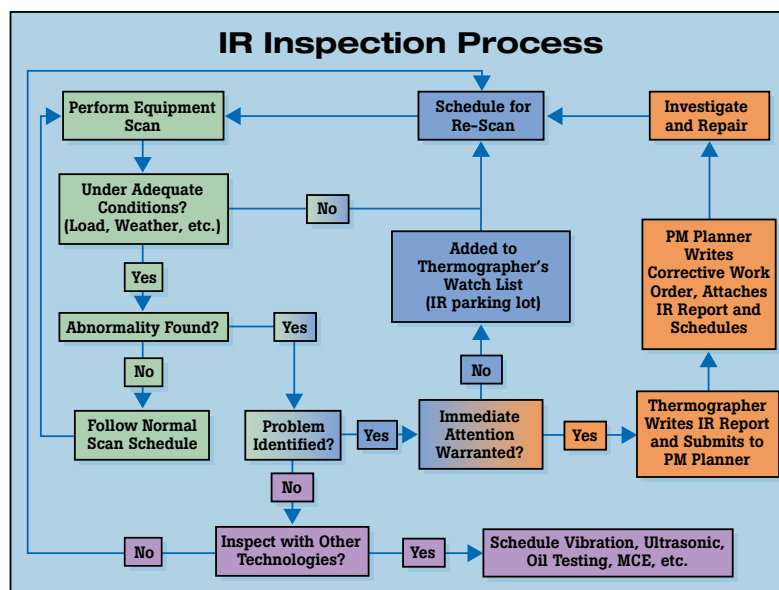 IR Inspection Process
Perform Equipment
Scan
Schedule for
Re-Scan
Investigate
and Repair
Under Adequate
Conditions?
(Load, Weather, etc.)
No
Added to
Thermographer's
Watch List
(IR parking lot)
PM Planner
Writes
Corrective Work
Order, Attaches
IR Report and
Schedules
Yes
Abnormality Found?
Yes
No
No
Follow Normal
Scan Schedule
Problem
Identified?
Yes
Immediate
Attention
Warranted?
Yes
Thermographer
Writes IR Report
and Submits to
PM Planner
No
No
Inspect with Other
Technologies?
Yes
Schedule Vibration, Ultrasonic,
Oil Testing, MCE, etc.